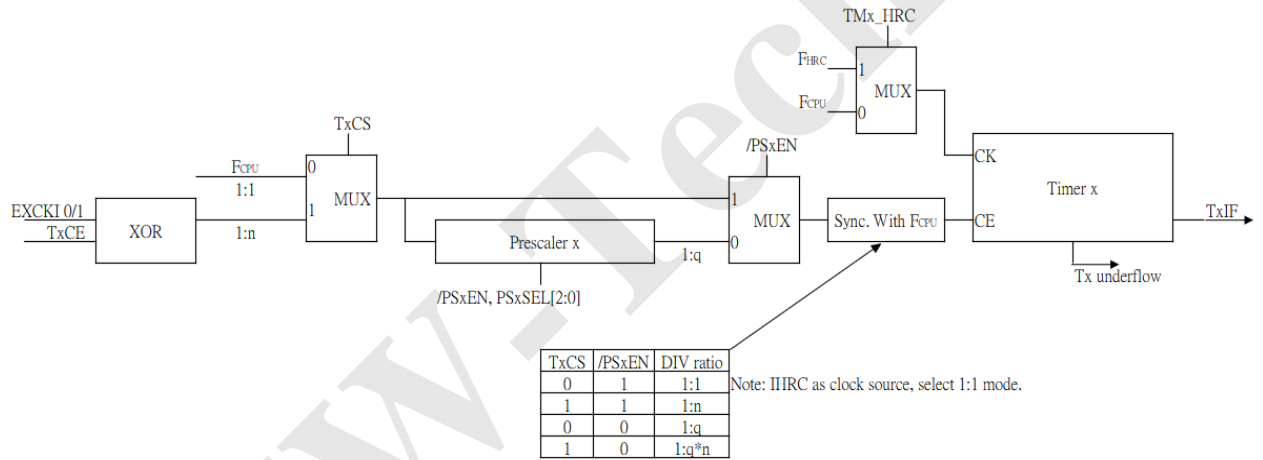 TMx_HRC
FHRC
1
MUX
FCPU
0
TxCS
/PSxEN
FCPU
0
1:1
MUX
1
EXCKI 0/1
XOR
TxCE
1:n
CK
Timer x
1
MUX
0
Sync. With FCPU
CE
TxIF
Prescaler x
1:q
Tx underflow
/PSxEN, PSxSEL[2:0]
TxCS /PSxEN DIV ratio
0 1 1:1
Note: IHRC as clock source, select 1:1 mode.
1 1 1:n
0 0 1:q
1 0 1:q*n